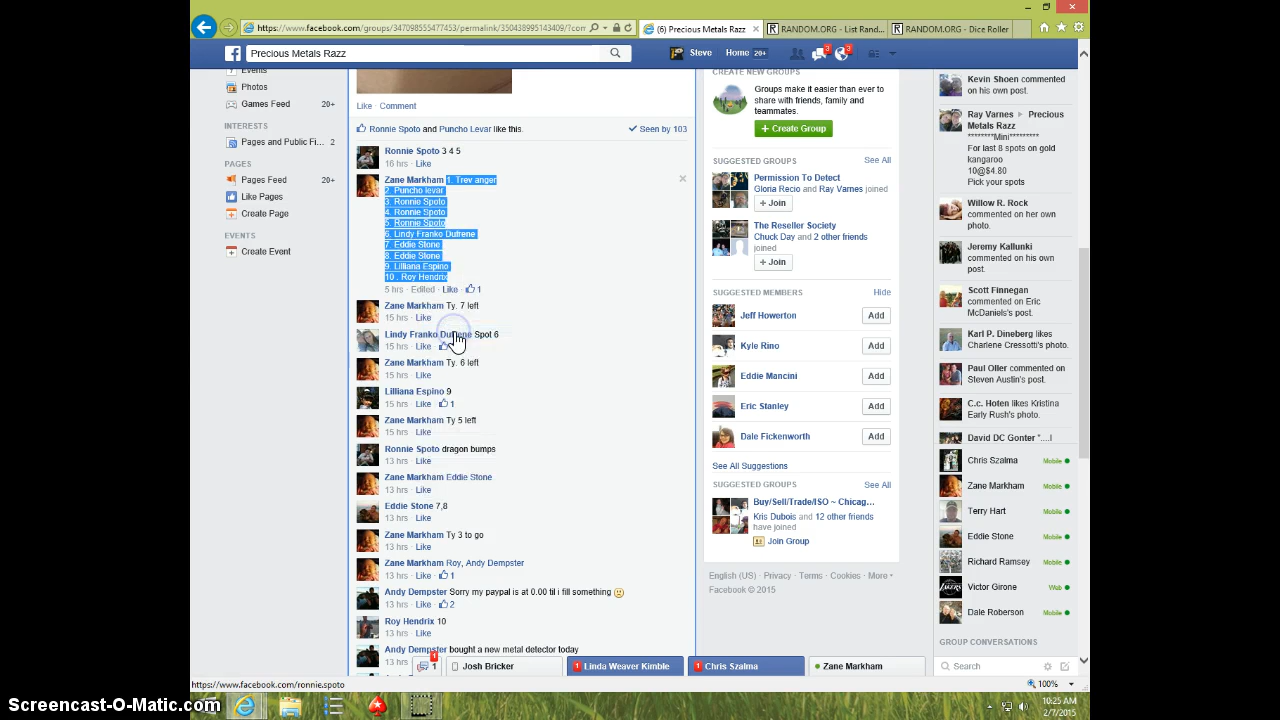 https://www.facebook.com/groups/347098555477453/permalink/350438995143409/?com
(6) Precious Metals Razz
RANDOM.ORG - List Rand...
RANDOM.ORG - Dice Roller
Precious Metals Razz
Steve
Home 20+
3
3
Events
Photos
Games Feed 20+
INTERESTS
Pages and Public Fi... 2
PAGES
Pages Feed 20+
Like Pages
Create Page
EVENTS
Create Event
Like · Comment
Ronnie Spoto and Puncho Levar like this.
Seen by 103
Ronnie Spoto 3 4 5
16 hrs · Like
Zane Markham 1. Trev anger
2. Puncho levar
3. Ronnie Spoto
4. Ronnie Spoto
5. Ronnie Spoto
6. Lindy Franko Dufrene
7. Eddie Stone
8. Eddie Stone
9. Lilliana Espino
10 . Roy Hendrix
5 hrs · Edited · Like · 1
Zane Markham Ty. 7 left
15 hrs · Like
Lindy Franko Dufrene Spot 6
15 hrs · Like
Zane Markham Ty. 6 left
15 hrs · Like
Lilliana Espino 9
15 hrs · Like · 1
Zane Markham Ty 5 left
15 hrs · Like
Ronnie Spoto dragon bumps
13 hrs · Like
Zane Markham Eddie Stone
13 hrs · Like
Eddie Stone 7,8
13 hrs · Like
Zane Markham Ty 3 to go
13 hrs · Like
Zane Markham Roy, Andy Dempster
13 hrs · Like · 1
Andy Dempster Sorry my paypal is at 0.00 til i fill something
13 hrs · Like · 2
Roy Hendrix 10
13 hrs · Like
Andy Dempster bought a new metal detector today
13 hrs
CREATE NEW GROUPS
Groups make it easier than ever to
share with friends, family and
teammates.
+ Create Group
SUGGESTED GROUPS
See All
Permission To Detect
Gloria Recio and Ray Varnes joined
+ Join
The Reseller Society
Chuck Day and 2 other friends
joined
+ Join
SUGGESTED MEMBERS
Hide
Jeff Howerton
Add
Kyle Rino
Add
Eddie Mancini
Add
Eric Stanley
Add
Dale Fickenworth
Add
See All Suggestions
SUGGESTED GROUPS
See All
Buy/Sell/Trade/ISO ~ Chicag...
Kris Dubois and 12 other friends
have joined
Join Group
English (US) · Privacy · Terms · Cookies · More
Facebook © 2015
Kevin Shoen commented
on his own post.
Ray Varnes ▸ Precious
Metals Razz
********Mini*********
For last 8 spots on gold
kangaroo
10@$4.80
Pick your spots
Willow R. Rock
commented on her own
photo.
Jeremy Kallunki
commented on his own
post.
Scott Finnegan
commented on Eric
McDaniels's post.
Karl P. Dineberg likes
Charlene Cressotti's photo.
Paul Oller commented on
Steven Austin's post.
C.c. Hoten likes Kristina
Early Rush's photo.
David DC Gonter "....I
Chris Szalma Mobile
Zane Markham Mobile
Terry Hart Mobile
Eddie Stone Mobile
Richard Ramsey Mobile
Victor Girone Web
Dale Roberson Mobile
GROUP CONVERSATIONS
Search
1
1
Josh Bricker
1 Linda Weaver Kimble
1 Chris Szalma
Zane Markham
https://www.facebook.com/ronnie.spoto
100%
Screencast-O-Matic.com
10:25 AM
2/7/2015